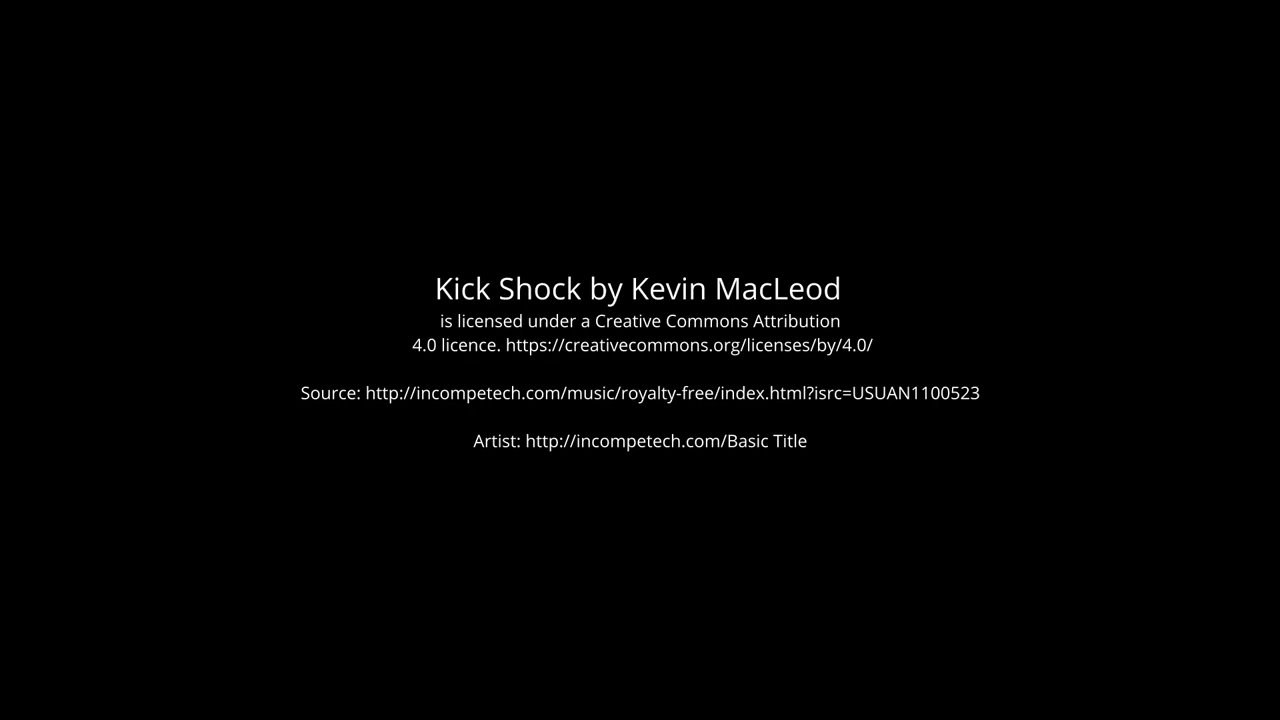 Kick Shock by Kevin MacLeod
is licensed under a Creative Commons Attribution
4.0 licence. https://creativecommons.org/licenses/by/4.0/
Source: http://incompetech.com/music/royalty-free/index.html?isrc=USUAN1100523
Artist: http://incompetech.com/Basic Title